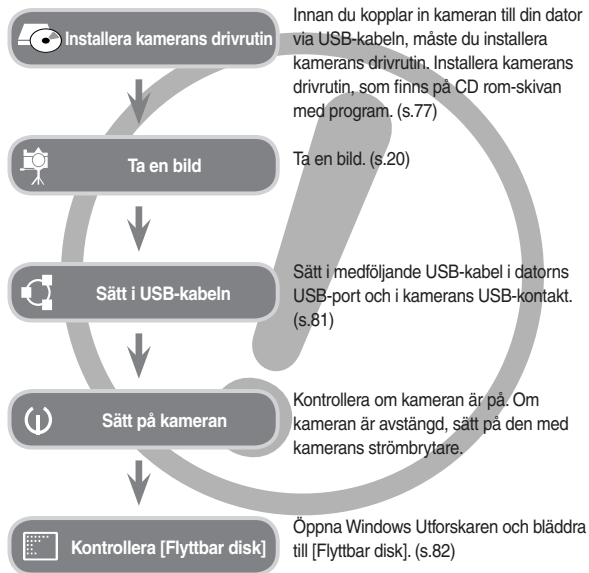 Installera kamerans drivrutin
Innan du kopplar in kameran till din dator
via USB-kabeln, måste du installera
kamerans drivrutin. Installera kamerans
drivrutin, som finns på CD rom-skivan
med program. (s.77)
Ta en bild
Ta en bild. (s.20)
Sätt i USB-kabeln
Sätt i medföljande USB-kabel i datorns
USB-port och i kamerans USB-kontakt.
(s.81)
Sätt på kameran
Kontrollera om kameran är på. Om
kameran är avstängd, sätt på den med
kamerans strömbrytare.
Kontrollera [Flyttbar disk]
Öppna Windows Utforskaren och bläddra
till [Flyttbar disk]. (s.82)